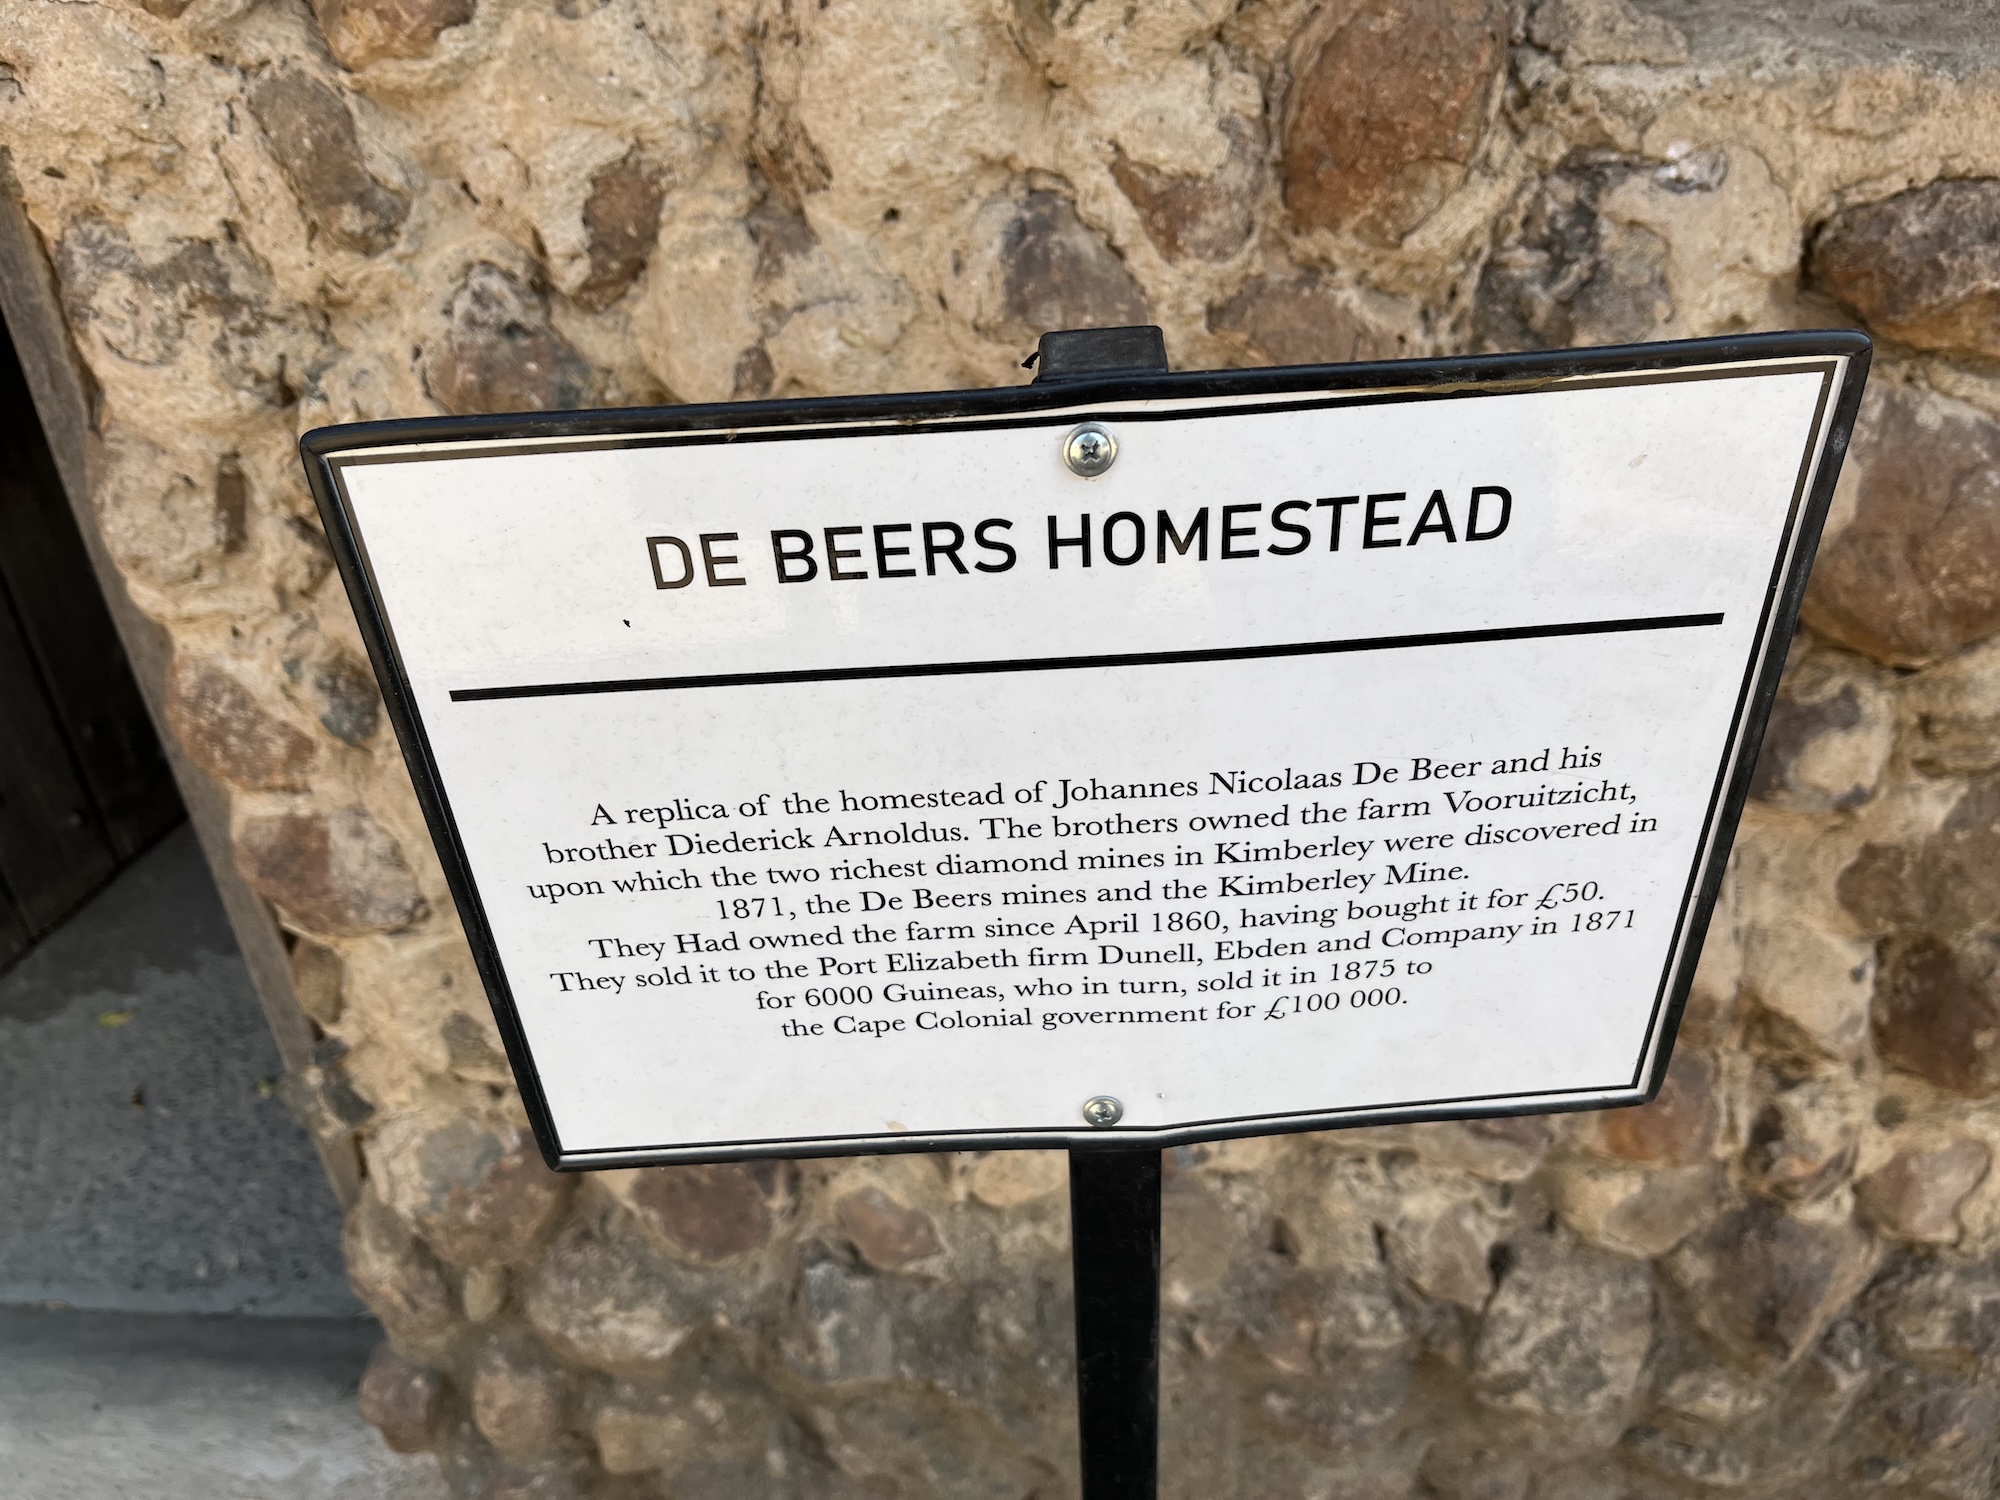 DE BEERS HOMESTEAD
A replica of the homestead of Johannes Nicolaas De Beer and his
brother Diederick Arnoldus. The brothers owned the farm Vooruitzicht,
upon which the two richest diamond mines in Kimberley were discovered in
1871, the De Beers mines and the Kimberley Mine.
They Had owned the farm since April 1860, having bought it for £50.
They sold it to the Port Elizabeth firm Dunell, Ebden and Company in 1871
for 6000 Guineas, who in turn, sold it in 1875 to
the Cape Colonial government for £100 000.